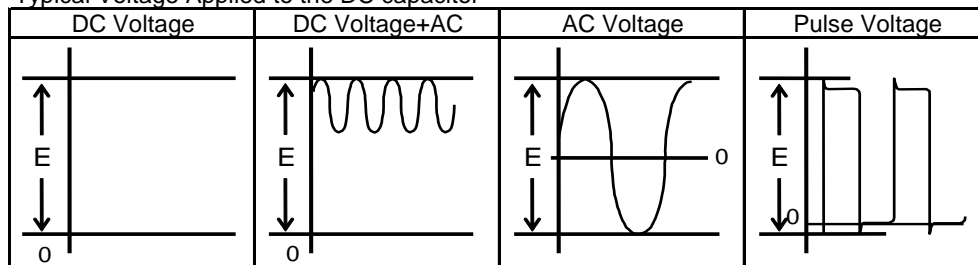 Typical Voltage Applied to the DC capacitor
DC Voltage DC Voltage+AC AC Voltage Pulse Voltage
E E E 0 E
0
0 0